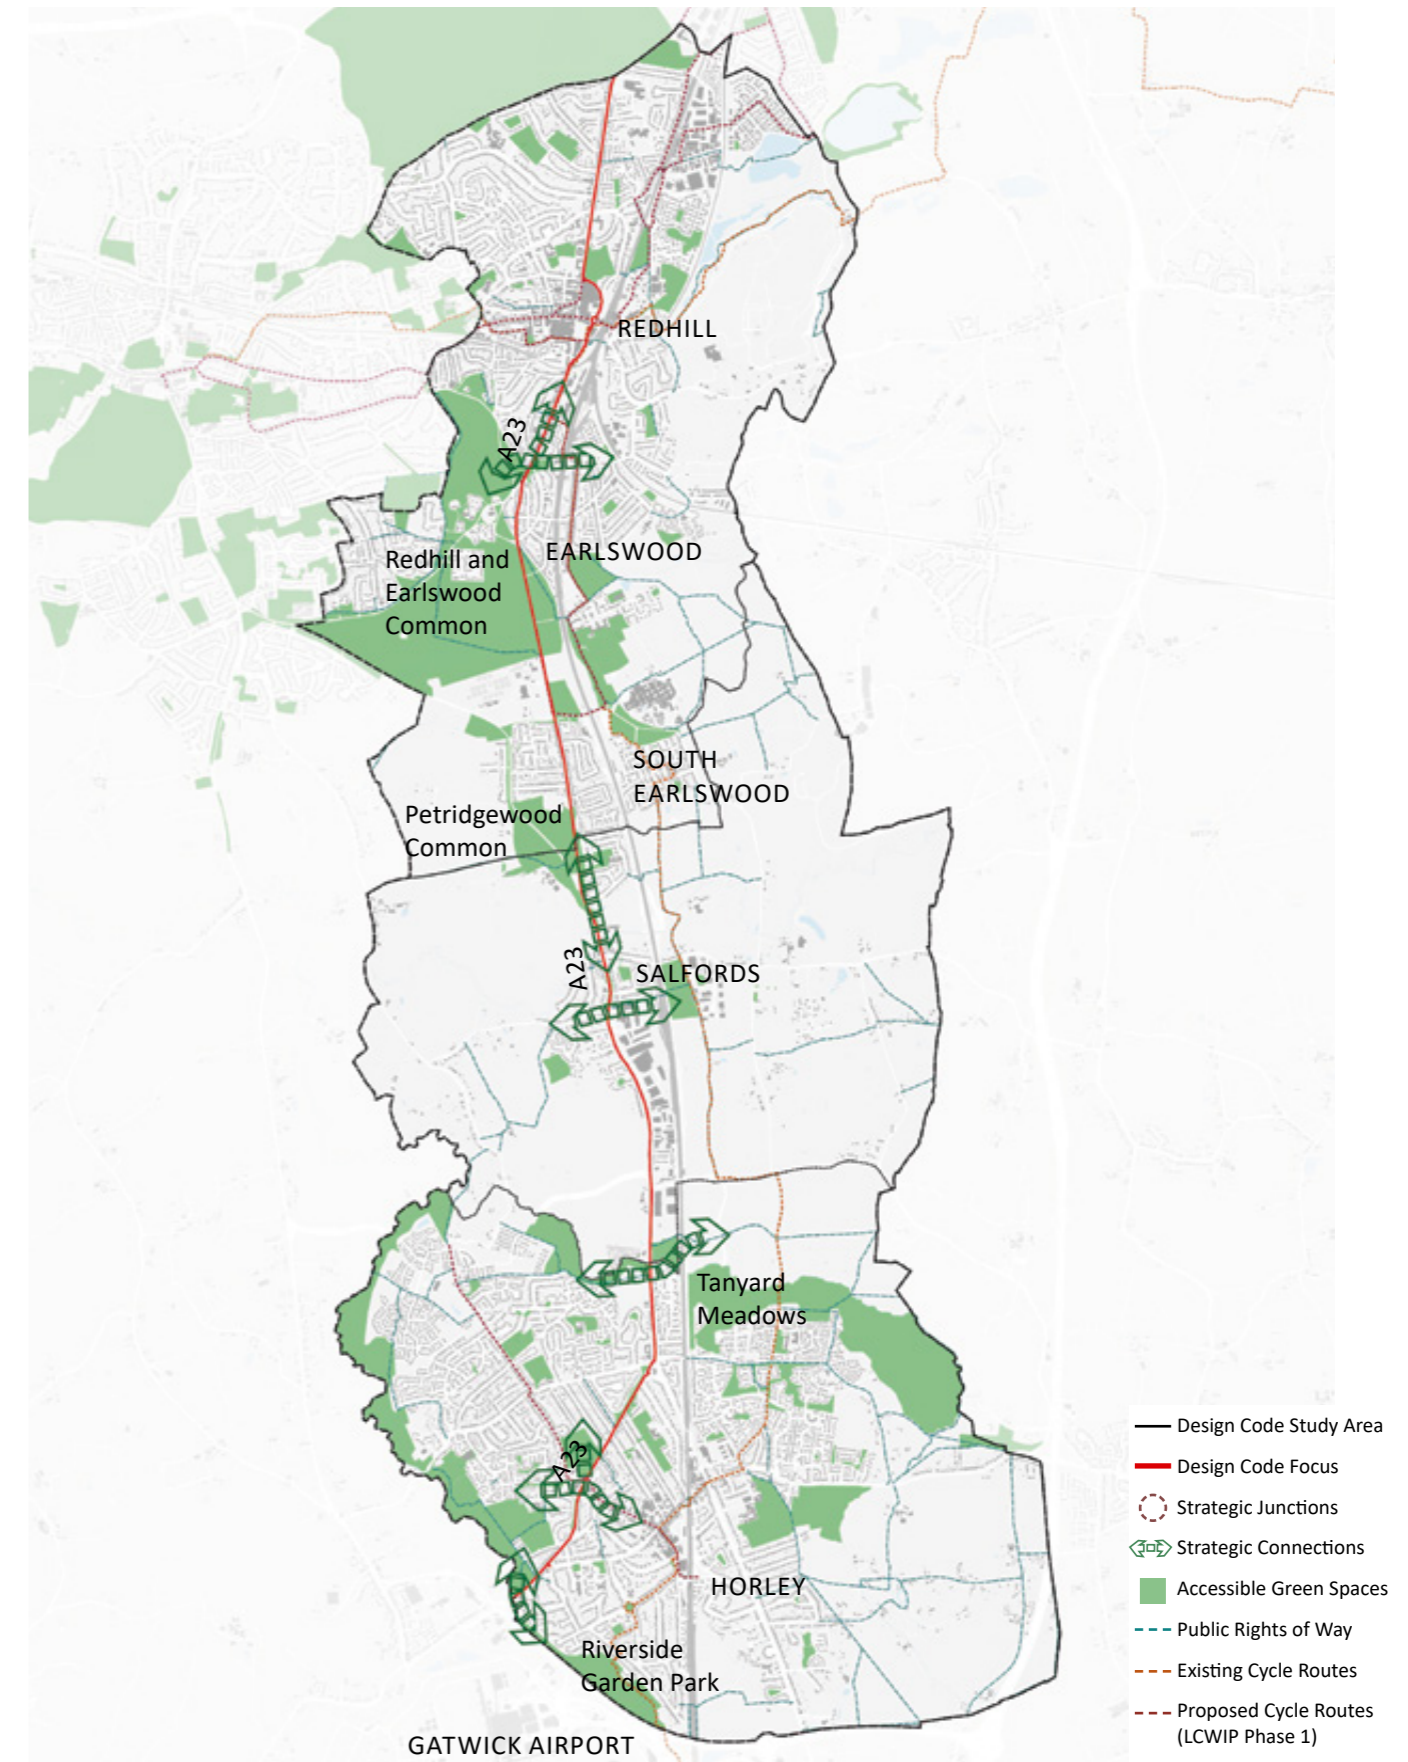 REDHILL
A23
EARLSWOOD
Redhill and
Earlswood
Common
SOUTH
EARLSWOOD
Petridgewood
Common
A23
SALFORDS
Tanyard
Meadows
A23
HORLEY
Riverside
Garden Park
GATWICK AIRPORT
Design Code Study Area
Design Code Focus
Strategic Junctions
Strategic Connections
Accessible Green Spaces
Public Rights of Way
Existing Cycle Routes
Proposed Cycle Routes
(LCWIP Phase 1)